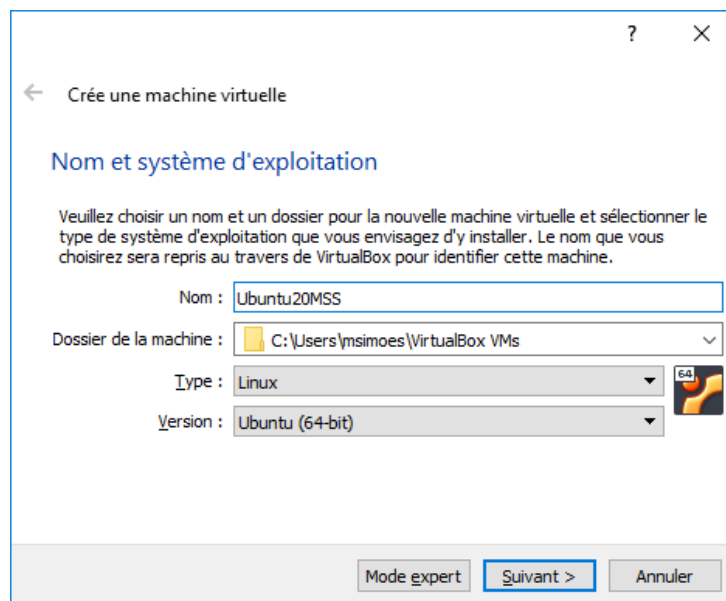 ?
Crée une machine virtuelle
Nom et système d'exploitation
Veuillez choisir un nom et un dossier pour la nouvelle machine virtuelle et sélectionner le
type de système d'exploitation que vous envisagez d'y installer. Le nom que vous
choisirez sera repris au travers de VirtualBox pour identifier cette machine.
Nom : Ubuntu20MSS
Dossier de la machine : C:\Users\msimoes\VirtualBox VMs
Type : Linux
64
Version : Ubuntu (64-bit)
Mode expert Suivant > Annuler